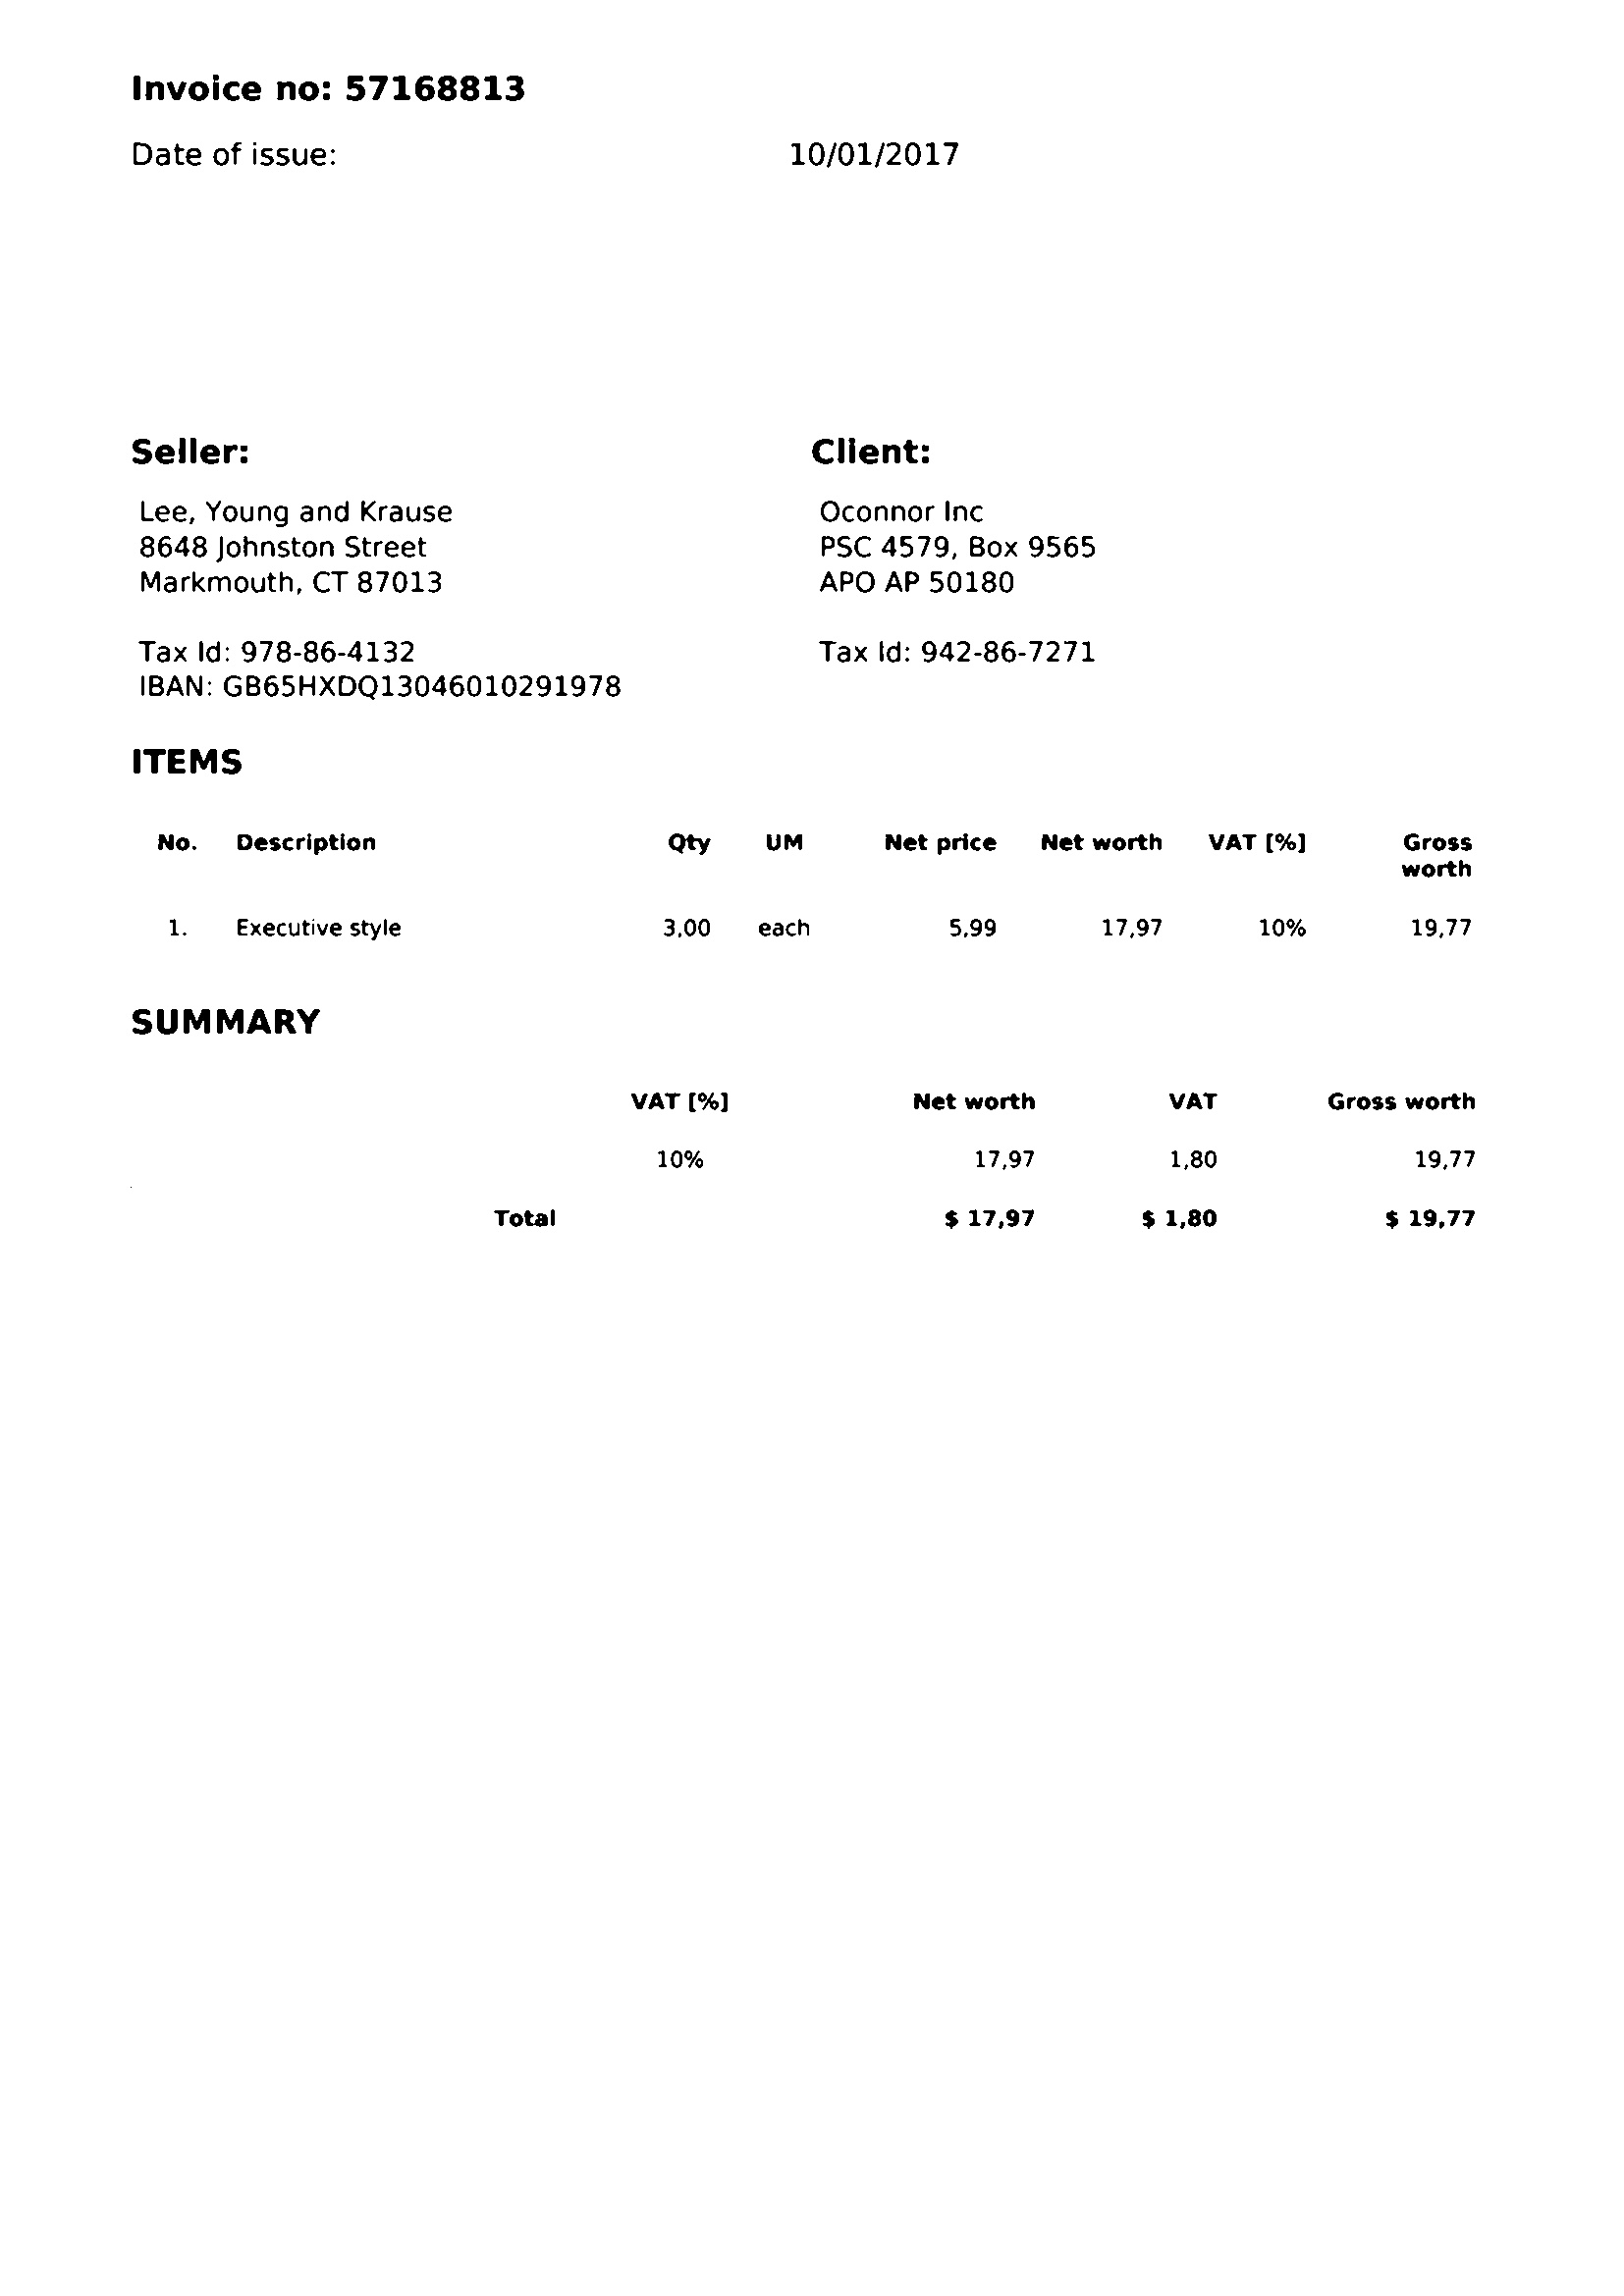 Invoice no: 57168813
Date of issue: 10/01/2017
Seller:
Lee, Young and Krause
8648 Johnston Street
Markmouth, CT 87013
Tax Id: 978-86-4132
IBAN: GB65HXDQ13046010291978
Client:
Oconnor Inc
PSC 4579, Box 9565
APO AP 50180
Tax Id: 942-86-7271
ITEMS
No. Description Qty UM Net price Net worth VAT [%] Gross
worth
1. Executive style 3,00 each 5,99 17,97 10% 19,77
SUMMARY
VAT [%] Net worth VAT Gross worth
10% 17,97 1,80 19,77
Total $ 17,97 $ 1,80 $ 19,77